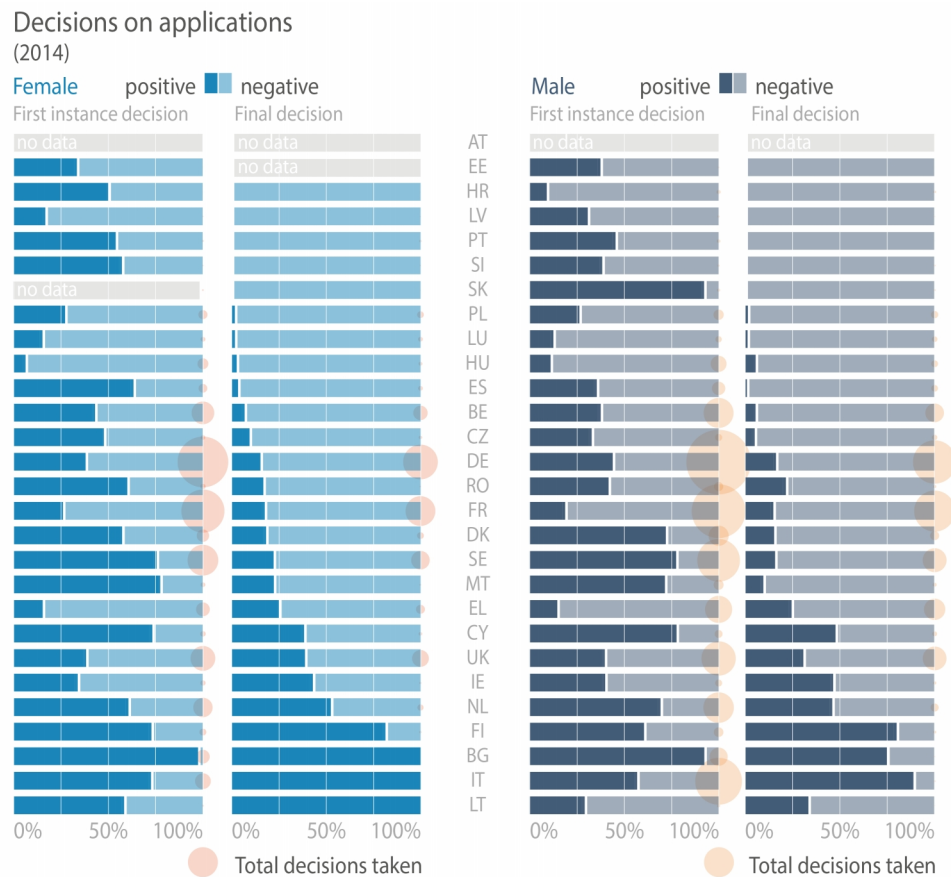 Decisions on applications
(2014)
Female positive negative Male positive negative
First instance decision Final decision First instance decision Final decision
no data no data AT no data no data
EE no data
HR
LV
PT
SI
no data SK
PL
LU
HU
ES
BE
CZ
DE
RO
FR
DK
SE
MT
EL
CY
UK
IE
NL
FI
BG
IT
LT
0% 50% 100% 0% 50% 100% 0% 50% 100% 0% 50% 100%
Total decisions taken Total decisions taken